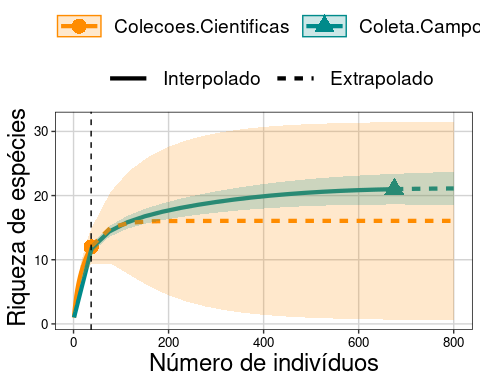 Colecoes.Cientificas Coleta.Campo
Interpolado Extrapolado
Riqueza de espécies
30
20
10
0
0 200 400 600 800
Número de indivíduos